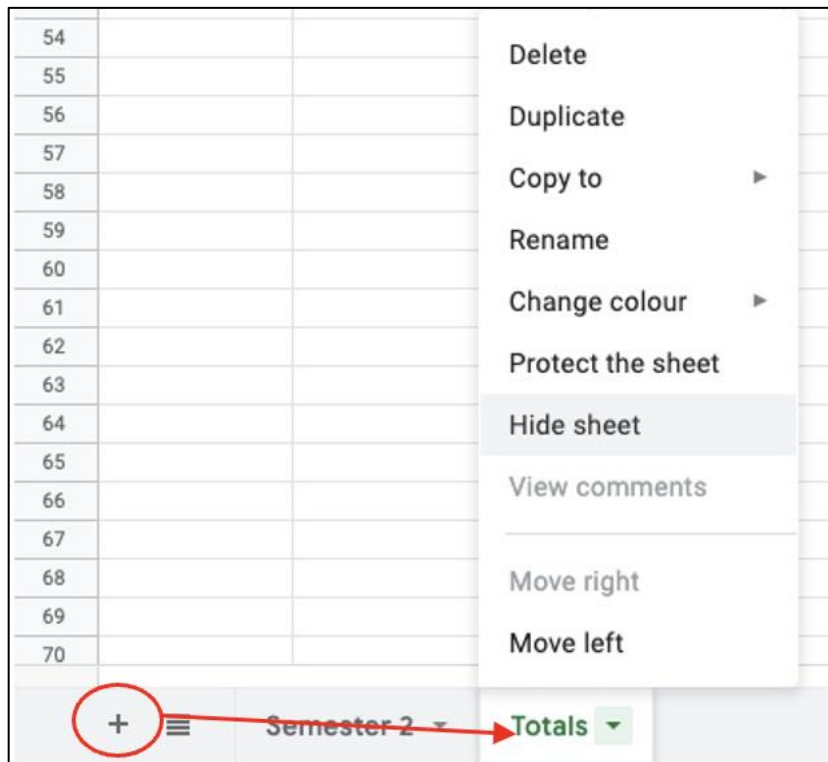 54
55
56
57
58
59
60
61
62
63
64
65
66
67
68
69
70
Delete
Duplicate
Copy to
Rename
Change colour
Protect the sheet
Hide sheet
View comments
Move right
Move left
+ Semester 2 Totals